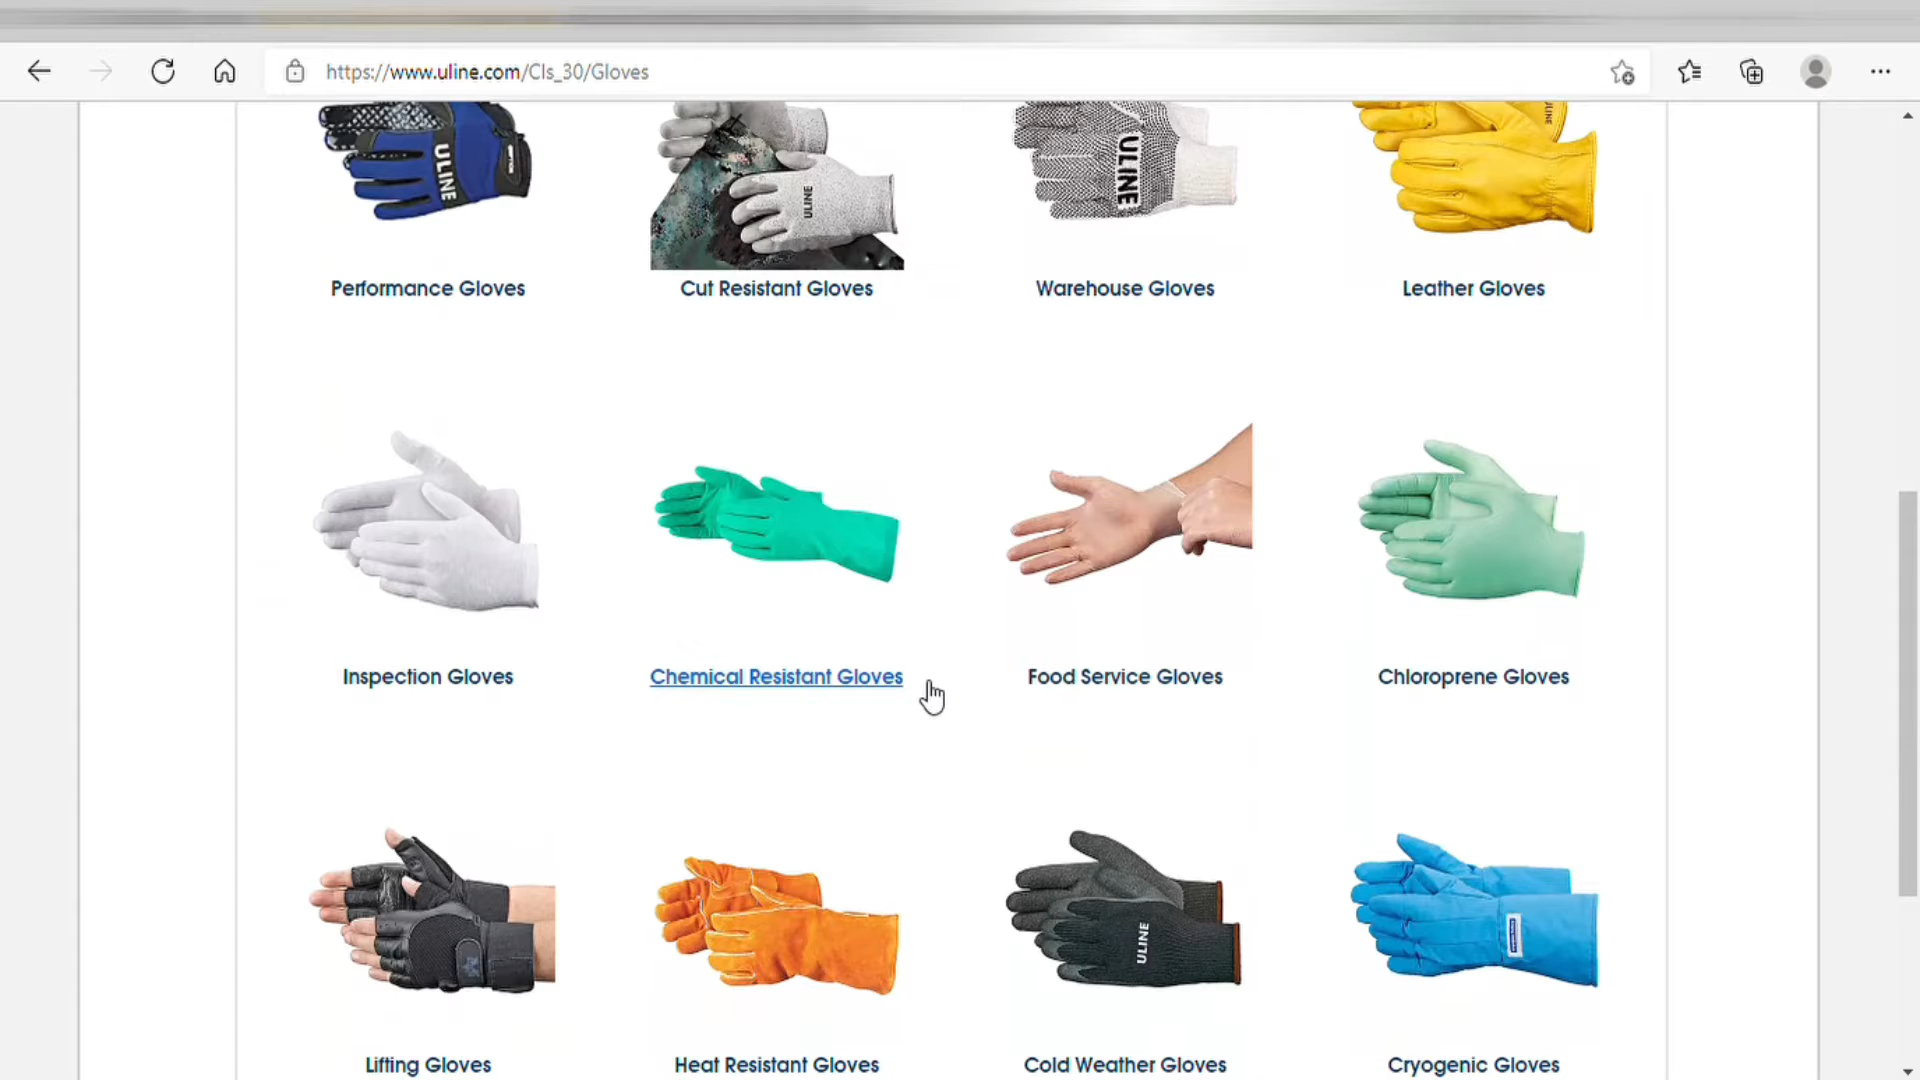 https://www.uline.com/Cls_30/Gloves
ULINE
ULINE
ULINE
ULINE
Performance Gloves
Cut Resistant Gloves
Warehouse Gloves
Leather Gloves
Inspection Gloves
Chemical Resistant Gloves
Food Service Gloves
Chloroprene Gloves
ULINE
Lifting Gloves
Heat Resistant Gloves
Cold Weather Gloves
Cryogenic Gloves